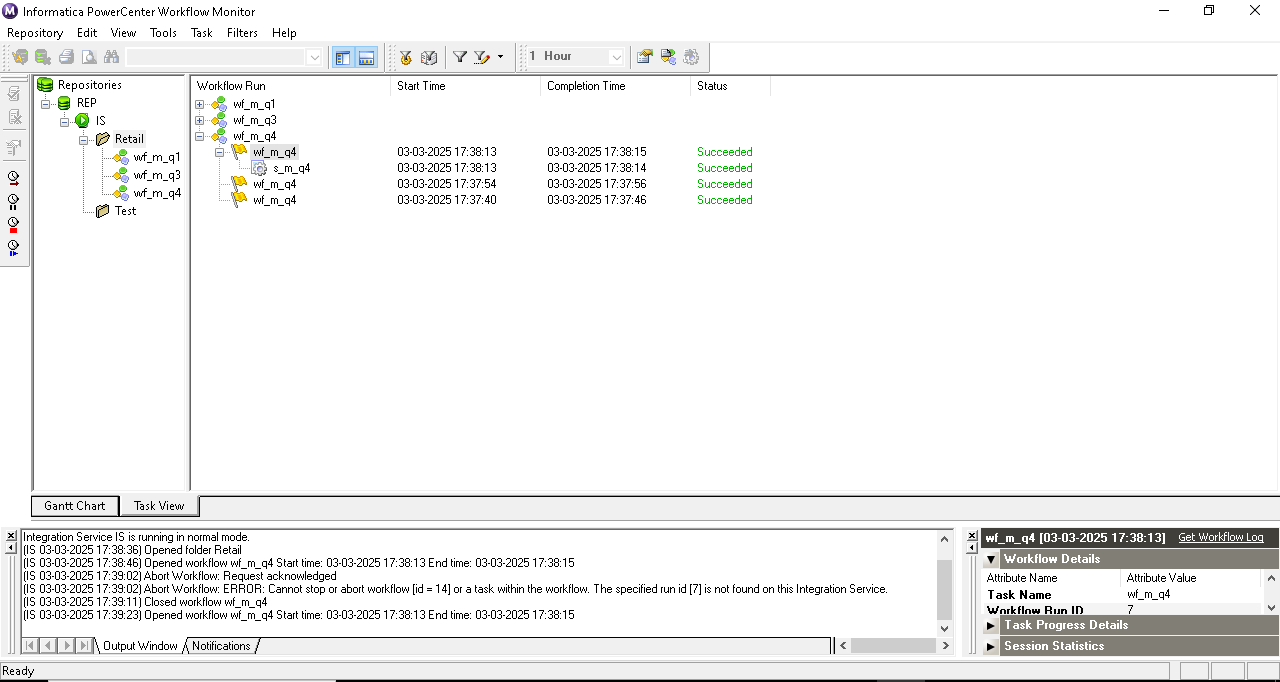 Informatica PowerCenter Workflow Monitor
Repository Edit View Tools Task Filters Help
1 Hour
Repositories
REP
IS
Retail
wf_m_q1
wf_m_q3
wf_m_q4
Test
Workflow Run Start Time Completion Time Status
wf_m_q1
wf_m_q3
wf_m_q4
wf_m_q4 03-03-2025 17:38:13 03-03-2025 17:38:15 Succeeded
s_m_q4 03-03-2025 17:38:13 03-03-2025 17:38:14 Succeeded
wf_m_q4 03-03-2025 17:37:54 03-03-2025 17:37:56 Succeeded
wf_m_q4 03-03-2025 17:37:40 03-03-2025 17:37:46 Succeeded
Gantt Chart Task View
Integration Service IS is running in normal mode.
(IS 03-03-2025 17:38:36) Opened folder Retail
(IS 03-03-2025 17:38:46) Opened workflow wf_m_q4 Start time: 03-03-2025 17:38:13 End time: 03-03-2025 17:38:15
(IS 03-03-2025 17:39:02) Abort Workflow: Request acknowledged
(IS 03-03-2025 17:39:02) Abort Workflow: ERROR: Cannot stop or abort workflow [id = 14] or a task within the workflow. The specified run id [7] is not found on this Integration Service.
(IS 03-03-2025 17:39:11) Closed workflow wf_m_q4
(IS 03-03-2025 17:39:23) Opened workflow wf_m_q4 Start time: 03-03-2025 17:38:13 End time: 03-03-2025 17:38:15
Output Window Notifications
wf_m_q4 [03-03-2025 17:38:13] Get Workflow Log
Workflow Details
Attribute Name Attribute Value
Task Name wf_m_q4
Workflow Run ID 7
Task Progress Details
Session Statistics
Ready